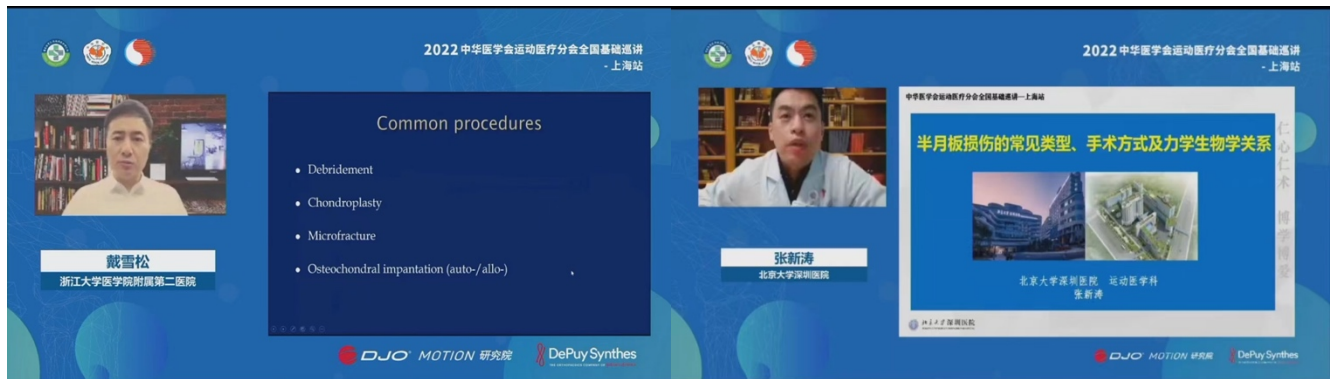 2022 中华医学会运动医疗分会全国基础巡讲
- 上海站
Common procedures
• Debridement
• Chondroplasty
• Microfracture
• Osteochondral impantation (auto-/allo-)
戴雪松
浙江大学医学院附属第二医院
DJO® MOTION 研究院
DePuy Synthes
2022 中华医学会运动医疗分会全国基础巡讲
- 上海站
中华医学会运动医疗分会全国基础巡讲—上海站
半月板损伤的常见类型、手术方式及力学生物学关系
仁心仁术 博学博爱
北京大学深圳医院 运动医学科
张新涛
张新涛
北京大学深圳医院
北京大学深圳医院
DJO® MOTION 研究院
DePuy Synthes